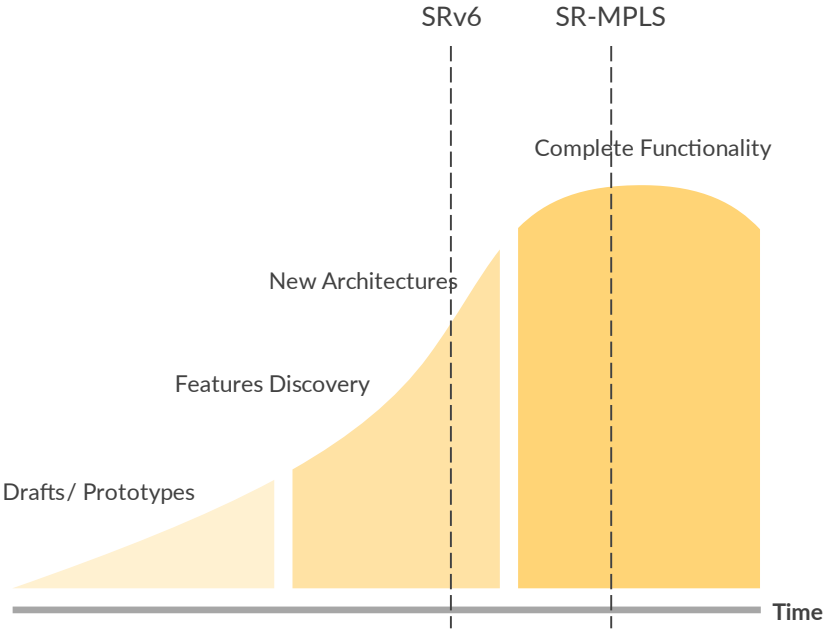 SRv6
SR-MPLS
Complete Functionality
New Architectures
Features Discovery
Drafts/ Prototypes
Time